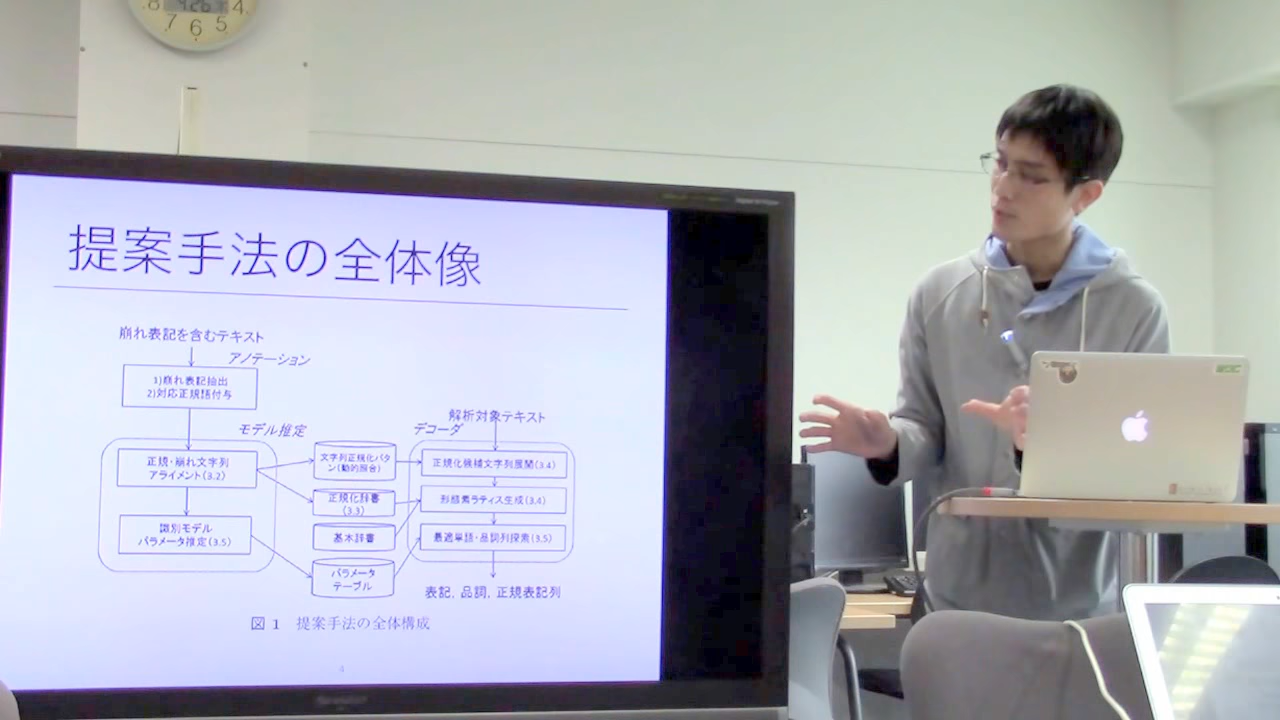 8
4
7
6
5
提案手法の全体像
崩れ表記を含むテキスト
アノテーション
1)崩れ表記抽出
2)対応正規語付与
モデル推定
正規・崩れ文字列
アライメント(3.2)
識別モデル
パラメータ推定(3.5)
文字列正規化パタ
ン(動的照合)
正規化辞書
(3.3)
基本辞書
パラメータ
テーブル
解析対象テキスト
デコーダ
正規化候補文字列展開(3.4)
形態素ラティス生成(3.4)
最適単語・品詞列探索(3.5)
表記, 品詞, 正規表記列
図 1 提案手法の全体構成
4